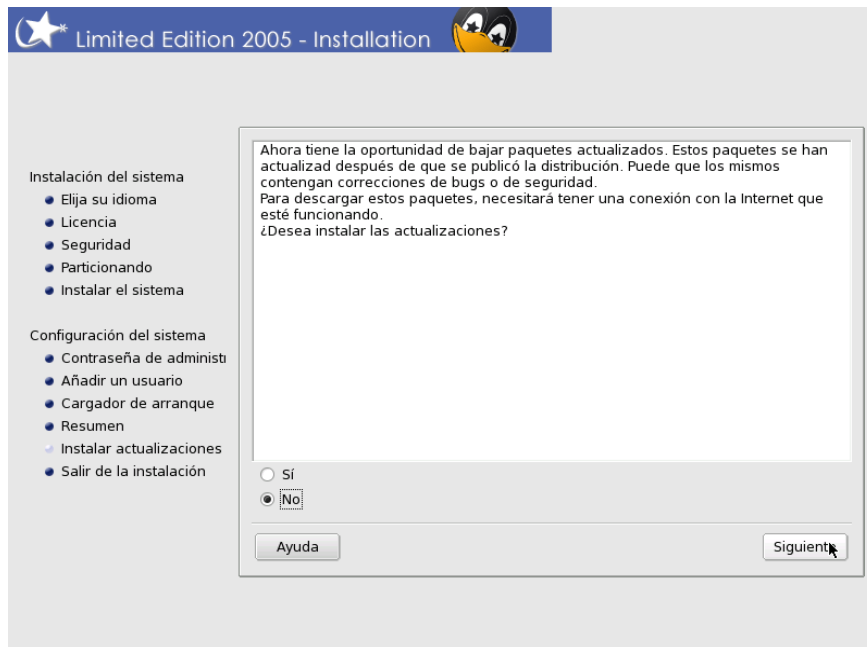 Limited Edition 2005 - Installation
Instalación del sistema
Elija su idioma
Licencia
Seguridad
Particionando
Instalar el sistema
Configuración del sistema
Contraseña de administ
Añadir un usuario
Cargador de arranque
Resumen
Instalar actualizaciones
Salir de la instalación
Ahora tiene la oportunidad de bajar paquetes actualizados. Estos paquetes se han
actualizad después de que se publicó la distribución. Puede que los mismos
contengan correcciones de bugs o de seguridad.
Para descargar estos paquetes, necesitará tener una conexión con la Internet que
esté funcionando.
¿Desea instalar las actualizaciones?
Sí
No
Ayuda
Siguiente